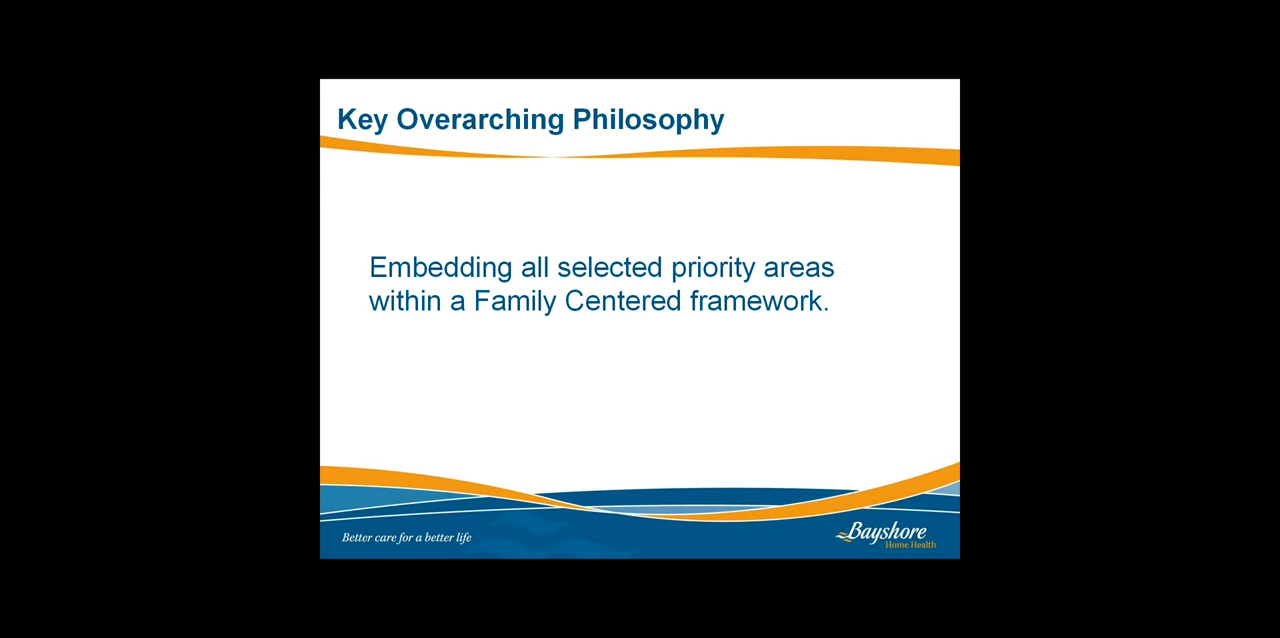 Key Overarching Philosophy
Embedding all selected priority areas
within a Family Centered framework.
Better care for a better life
Bayshore
Home Health